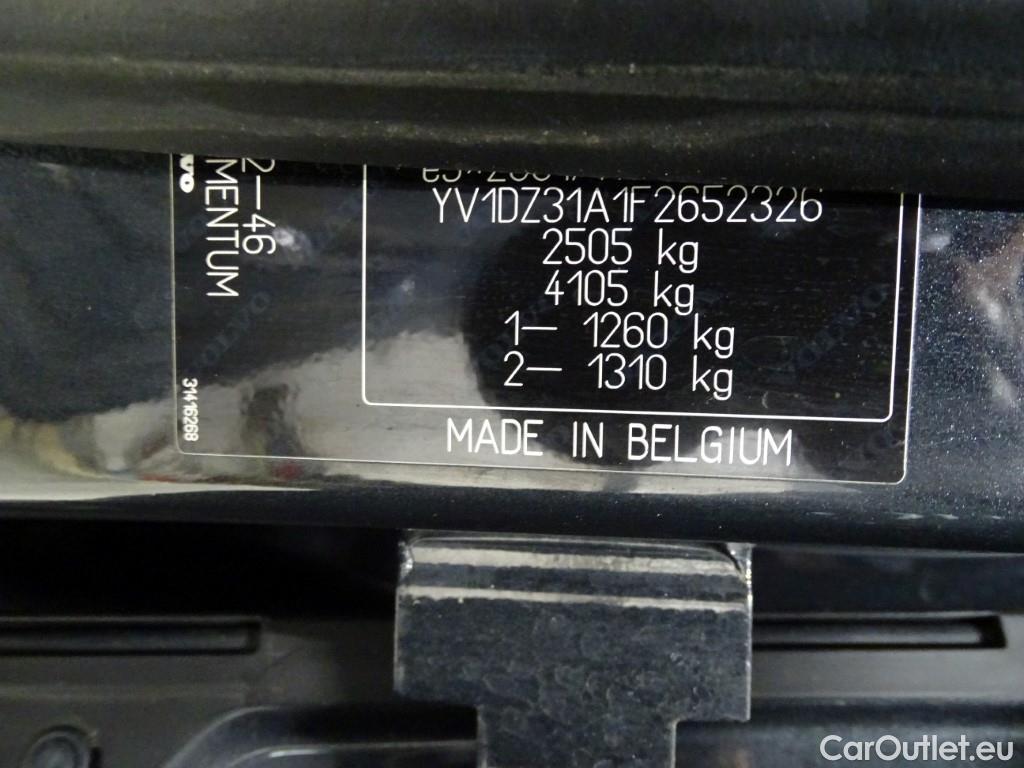 YV1DZ31A1F2652326
2505 kg
4105 kg
1– 1260 kg
2– 1310 kg
MADE IN BELGIUM
2–46
MENTUM
VOLVO
31416268
CarOutlet.eu